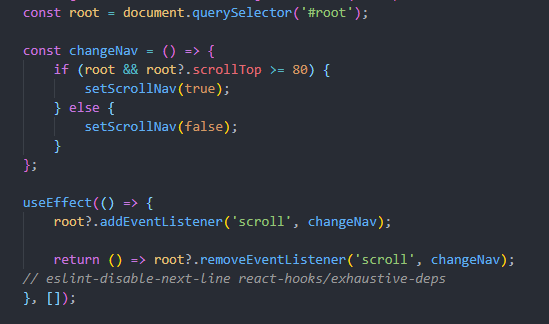 const root = document.querySelector('#root');
const changeNav = () => {
if (root && root?.scrollTop >= 80) {
setScrollNav(true);
} else {
setScrollNav(false);
}
};
useEffect(() => {
root?.addEventListener('scroll', changeNav);
return () => root?.removeEventListener('scroll', changeNav);
// eslint-disable-next-line react-hooks/exhaustive-deps
}, []);